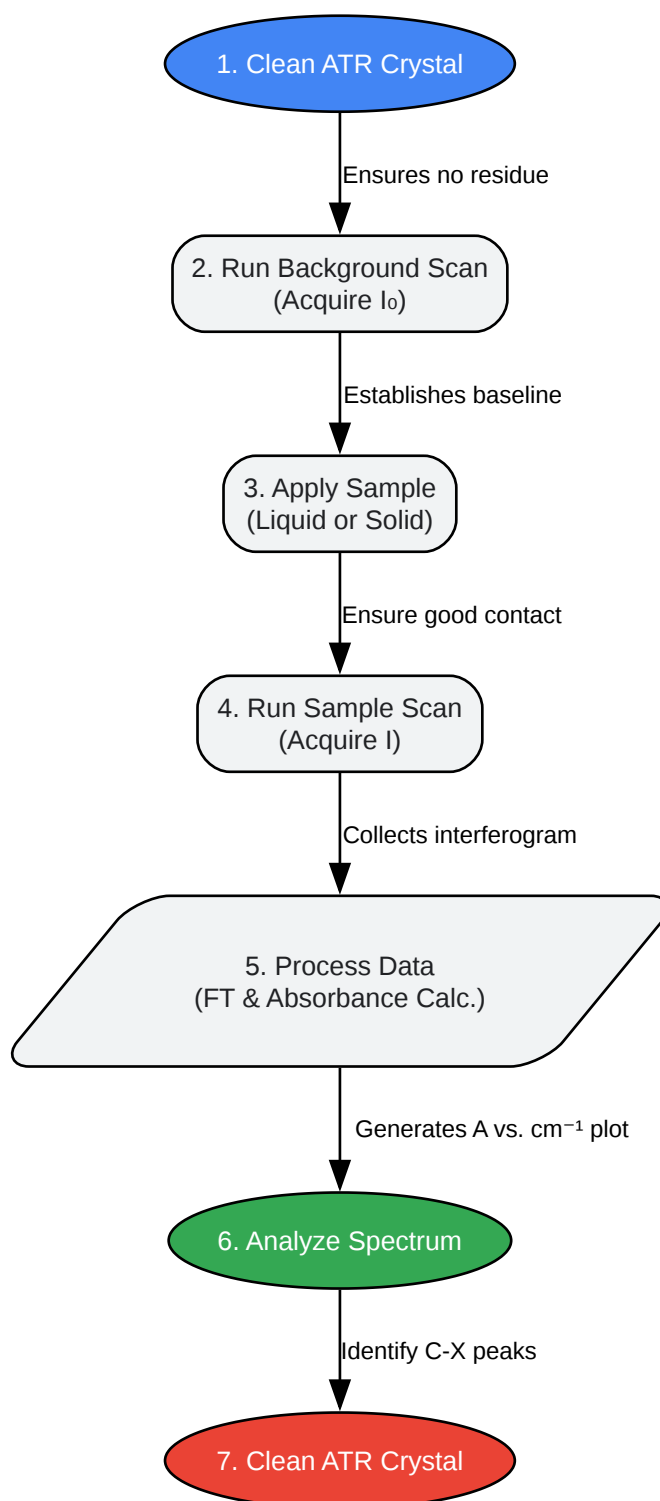 1. Clean ATR Crystal
Ensures no residue
2. Run Background Scan
(Acquire I₀)
Establishes baseline
3. Apply Sample
(Liquid or Solid)
Ensure good contact
4. Run Sample Scan
(Acquire I)
Collects interferogram
5. Process Data
(FT & Absorbance Calc.)
Generates A vs. cm⁻¹ plot
6. Analyze Spectrum
Identify C-X peaks
7. Clean ATR Crystal